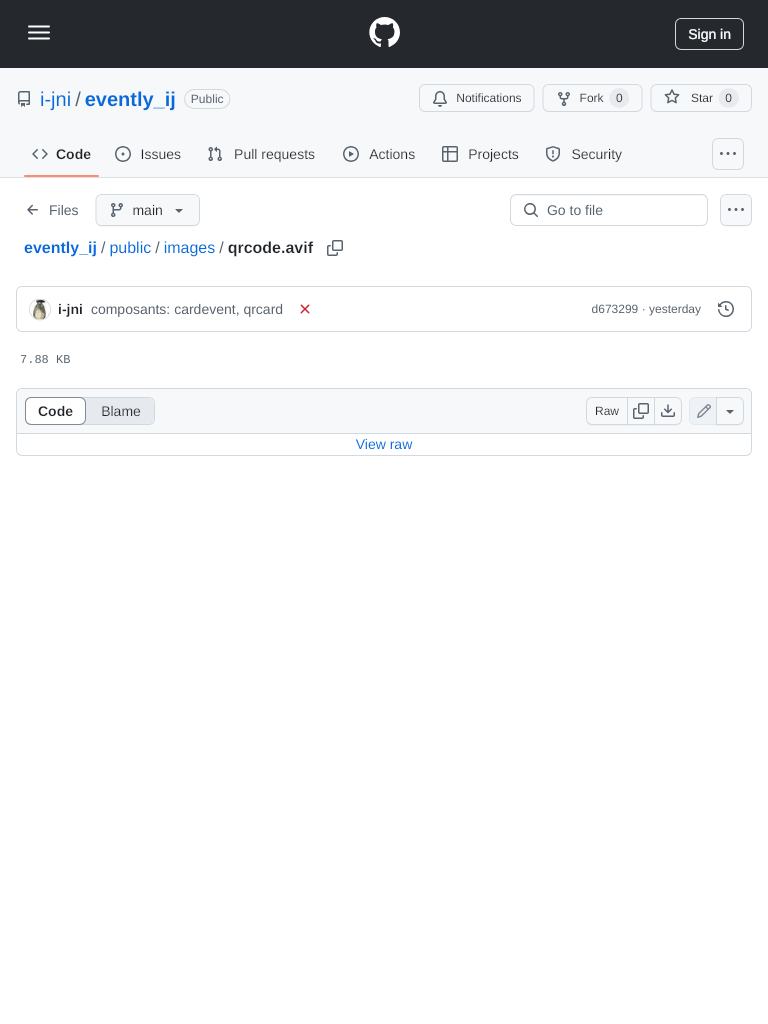 Sign in
i-jni / evently_ij Public Notifications Fork 0 Star 0
Code Issues Pull requests Actions Projects Security
Files main Go to file
evently_ij / public / images / qrcode.avif
i-jni composants: cardevent, qrcard d673299 · yesterday
7.88 KB
Code Blame Raw
View raw